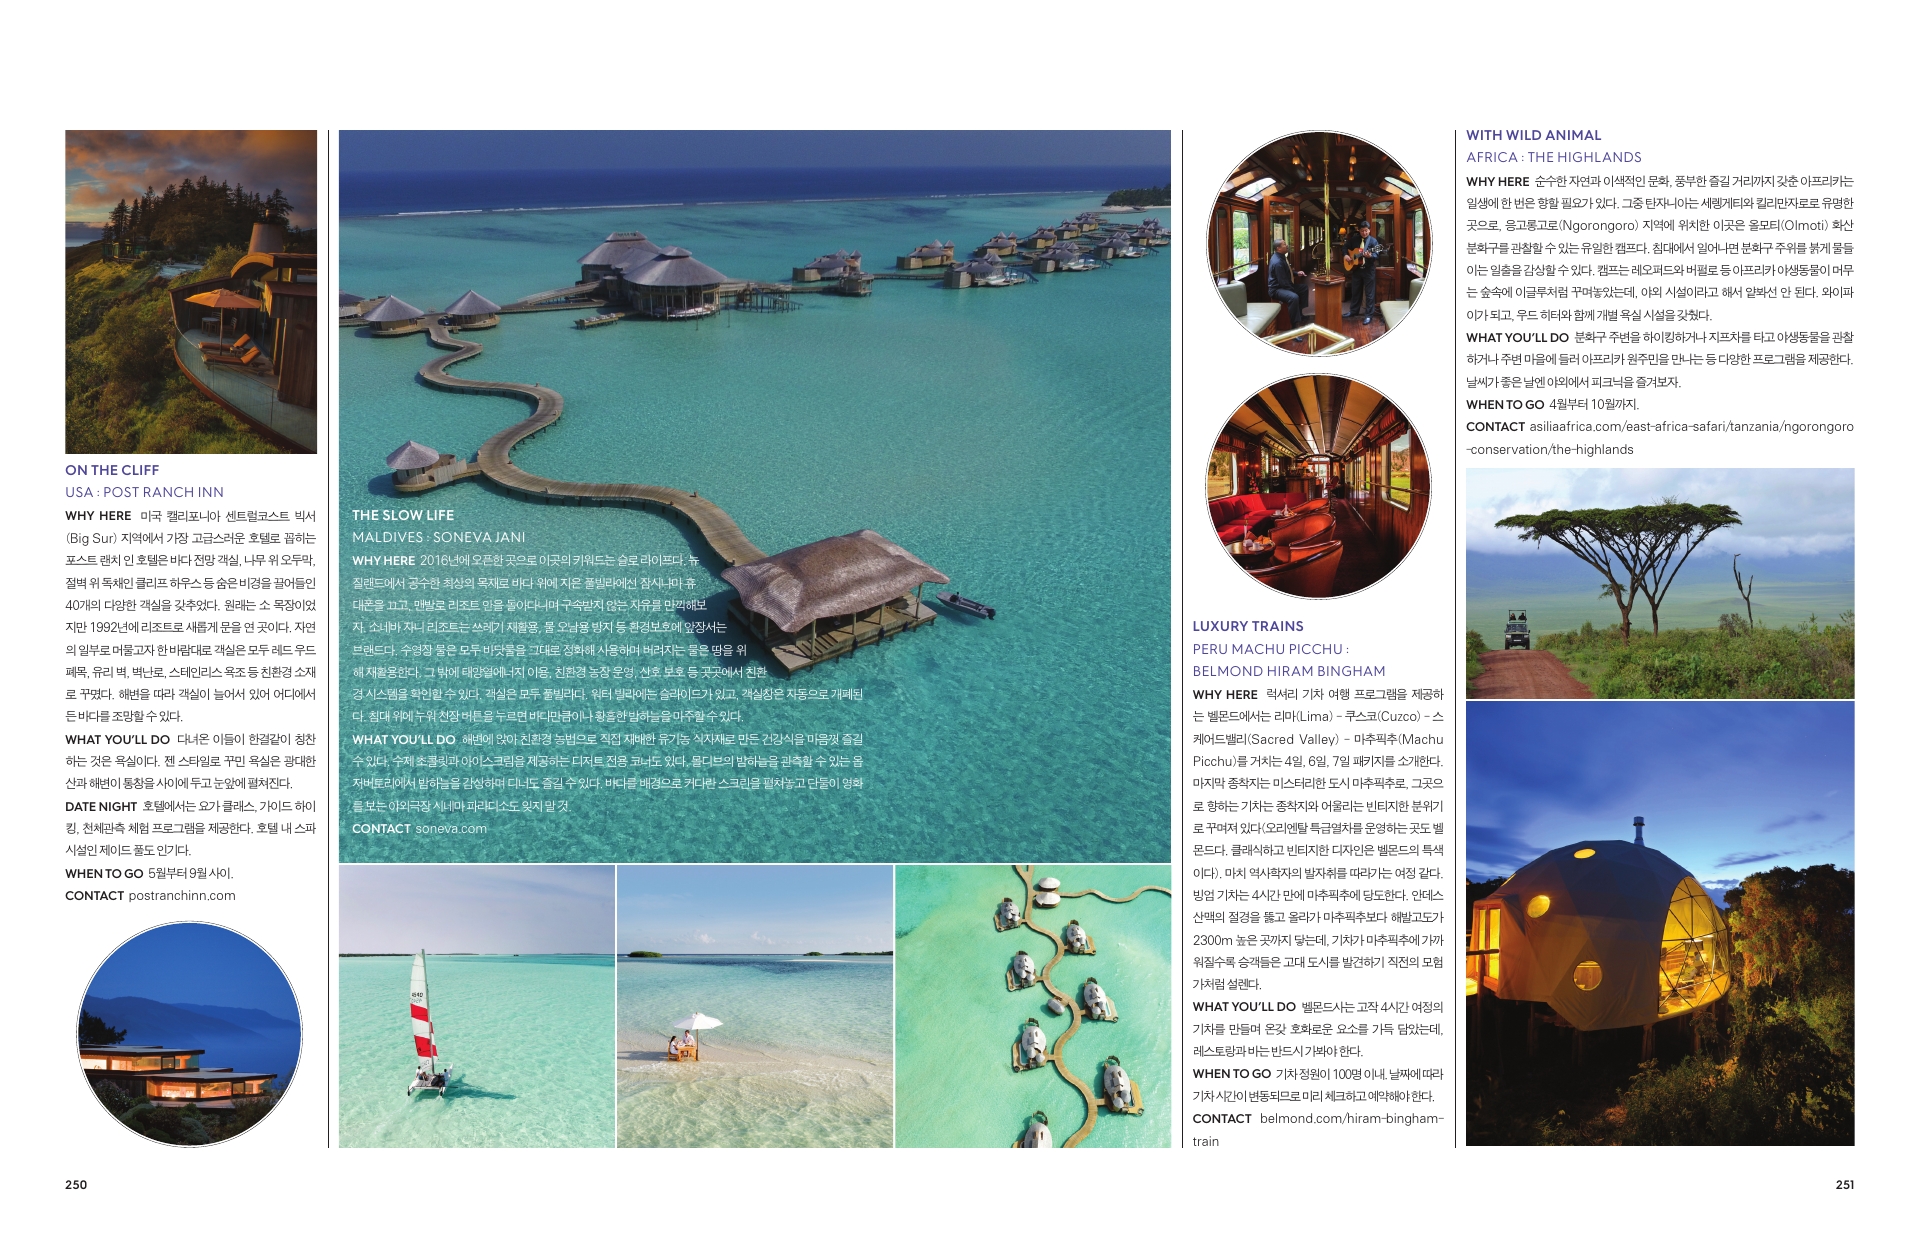 ON THE CLIFF
USA : POST RANCH INN
WHY HERE 미국 캘리포니아 센트럴코스트 빅서
(Big Sur) 지역에서 가장 고급스러운 호텔로 꼽히는
포스트 랜치 인 호텔은 바다 전망 객실, 나무 위 오두막,
절벽 위 독채인 클리프 하우스 등 숨은 비경을 끌어들인
40개의 다양한 객실을 갖추었다. 원래는 소 목장이었
지만 1992년에 리조트로 새롭게 문을 연 곳이다. 자연
의 일부로 머물고자 한 바람대로 객실은 모두 레드 우드
폐목, 유리 벽, 벽난로, 스테인리스 욕조 등 친환경 소재
로 꾸몄다. 해변을 따라 객실이 늘어서 있어 어디에서
든 바다를 조망할 수 있다.
WHAT YOU'LL DO 다녀온 이들이 한결같이 칭찬
하는 것은 욕실이다. 젠 스타일로 꾸민 욕실은 광대한
산과 해변이 통창을 사이에 두고 눈앞에 펼쳐진다.
DATE NIGHT 호텔에서는 요가 클래스, 가이드 하이
킹, 천체관측 체험 프로그램을 제공한다. 호텔 내 스파
시설인 제이드 풀도 인기다.
WHEN TO GO 5월부터 9월 사이.
CONTACT postranchinn.com
THE SLOW LIFE
MALDIVES : SONEVA JANI
WHY HERE 2016년에 오픈한 곳으로 이곳의 키워드는 슬로 라이프다. 뉴
질랜드에서 공수한 최상의 목재로 바다 위에 지은 풀빌라에선 잠시나마 휴
대폰을 끄고, 맨발로 리조트 안을 돌아다니며 구속받지 않는 자유를 만끽해보
자. 소네바 자니 리조트는 쓰레기 재활용, 물 오남용 방지 등 환경보호에 앞장서는
브랜드다. 수영장 물은 모두 바닷물을 그대로 정화해 사용하며 버려지는 물은 땅을 위
해 재활용한다. 그 밖에 태양열에너지 이용, 친환경 농장 운영, 산호 보호 등 곳곳에서 친환
경 시스템을 확인할 수 있다. 객실은 모두 풀빌라다. 워터 빌라에는 슬라이드가 있고, 객실창은 자동으로 개폐된
다. 침대 위에 누워 천장 버튼을 누르면 바다만큼이나 황홀한 밤하늘을 마주할 수 있다.
WHAT YOU'LL DO 해변에 앉아 친환경 농법으로 직접 재배한 유기농 식자재로 만든 건강식을 마음껏 즐길
수 있다. 수제 초콜릿과 아이스크림을 제공하는 디저트 전용 코너도 있다. 몰디브의 밤하늘을 관측할 수 있는 옵
저버토리에서 밤하늘을 감상하며 디너도 즐길 수 있다. 바다를 배경으로 커다란 스크린을 펼쳐놓고 단둘이 영화
를 보는 야외극장 시네마 파라디소도 잊지 말 것.
CONTACT soneva.com
LUXURY TRAINS
PERU MACHU PICCHU :
BELMOND HIRAM BINGHAM
WHY HERE 럭셔리 기차 여행 프로그램을 제공하
는 벨몬드에서는 리마(Lima) - 쿠스코(Cuzco) - 스
케어드밸리(Sacred Valley) - 마추픽추(Machu
Picchu)를 거치는 4일, 6일, 7일 패키지를 소개한다.
마지막 종착지는 미스터리한 도시 마추픽추로, 그곳으
로 향하는 기차는 종착지와 어울리는 빈티지한 분위기
로 꾸며져 있다(오리엔탈 특급열차를 운영하는 곳도 벨
몬드다. 클래식하고 빈티지한 디자인은 벨몬드의 특색
이다). 마치 역사학자의 발자취를 따라가는 여정 같다.
빙엄 기차는 4시간 만에 마추픽추에 당도한다. 안데스
산맥의 절경을 뚫고 올라가 마추픽추보다 해발고도가
2300m 높은 곳까지 닿는데, 기차가 마추픽추에 가까
워질수록 승객들은 고대 도시를 발견하기 직전의 모험
가처럼 설렌다.
WHAT YOU'LL DO 벨몬드사는 고작 4시간 여정의
기차를 만들며 온갖 호화로운 요소를 가득 담았는데,
레스토랑과 바는 반드시 가봐야 한다.
WHEN TO GO 기차 정원이 100명 이내. 날짜에 따라
기차 시간이 변동되므로 미리 체크하고 예약해야 한다.
CONTACT belmond.com/hiram-bingham-
train
WITH WILD ANIMAL
AFRICA : THE HIGHLANDS
WHY HERE 순수한 자연과 이색적인 문화, 풍부한 즐길 거리까지 갖춘 아프리카는
일생에 한 번은 향할 필요가 있다. 그중 탄자니아는 세렝게티와 킬리만자로로 유명한
곳으로, 응고롱고로(Ngorongoro) 지역에 위치한 이곳은 올모티(Olmoti) 화산
분화구를 관찰할 수 있는 유일한 캠프다. 침대에서 일어나면 분화구 주위를 붉게 물들
이는 일출을 감상할 수 있다. 캠프는 레오퍼드와 버펄로 등 아프리카 야생동물이 머무
는 숲속에 이글루처럼 꾸며놓았는데, 야외 시설이라고 해서 얕봐선 안 된다. 와이파
이가 되고, 우드 히터와 함께 개별 욕실 시설을 갖췄다.
WHAT YOU'LL DO 분화구 주변을 하이킹하거나 지프차를 타고 야생동물을 관찰
하거나 주변 마을에 들러 아프리카 원주민을 만나는 등 다양한 프로그램을 제공한다.
날씨가 좋은 날엔 야외에서 피크닉을 즐겨보자.
WHEN TO GO 4월부터 10월까지.
CONTACT asiliaafrica.com/east-africa-safari/tanzania/ngorongoro
-conservation/the-highlands
250
251